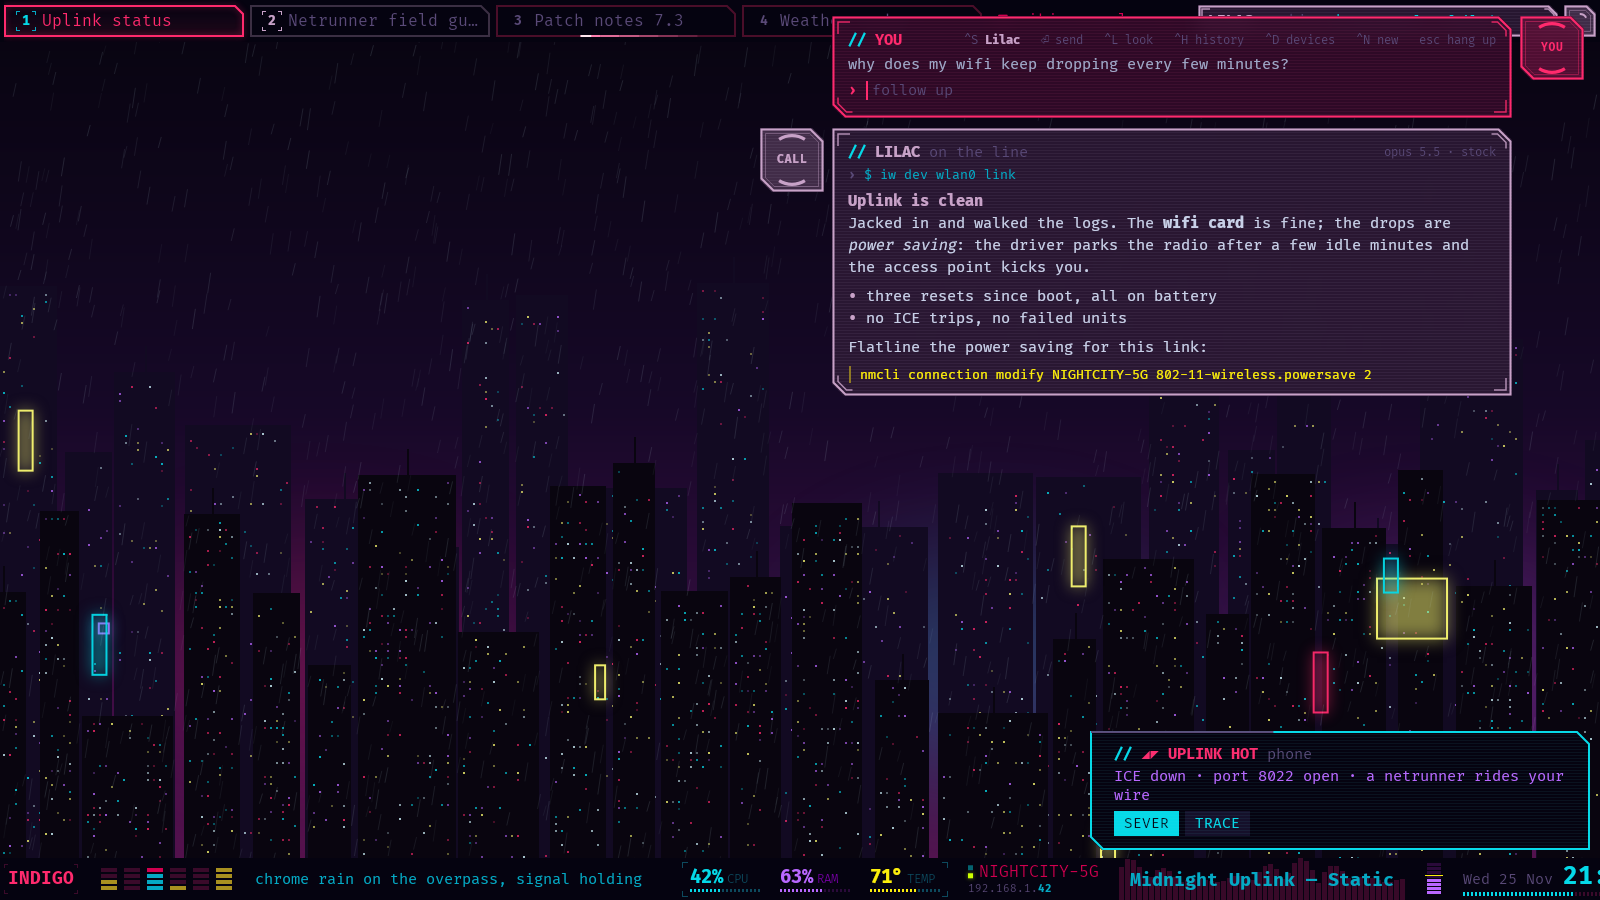 1 Uplink status
2 Netrunner field gu…
3 Patch notes 7.3
4 Weath
// YOU
^S Lilac ⏎ send ^L look ^H history ^D devices ^N new esc hang up
YOU
why does my wifi keep dropping every few minutes?
› follow up
CALL
// LILAC on the line
opus 5.5 · stock
› $ iw dev wlan0 link
Uplink is clean
Jacked in and walked the logs. The wifi card is fine; the drops are
power saving: the driver parks the radio after a few idle minutes and
the access point kicks you.
• three resets since boot, all on battery
• no ICE trips, no failed units
Flatline the power saving for this link:
nmcli connection modify NIGHTCITY-5G 802-11-wireless.powersave 2
// UPLINK HOT phone
ICE down · port 8022 open · a netrunner rides your
wire
SEVER TRACE
INDIGO
chrome rain on the overpass, signal holding
42% CPU 63% RAM 71° TEMP
NIGHTCITY-5G
192.168.1.42
Midnight Uplink — Static
Wed 25 Nov 21: